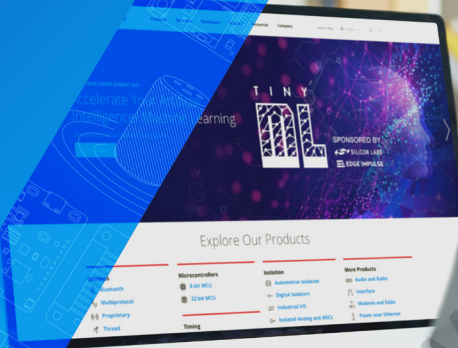 Company
Accelerate Your
Intelligence/Machine Learning
TINY
ML
SPONSORED BY
SILICON LABS
EDGE IMPULSE
Explore Our Products
Bluetooth
Multiprotocol
Proprietary
Thread
Microcontrollers
8-bit MCU
32-bit MCU
Timing
Isolation
Automotive Isolation
Digital Isolators
Industrial I/O
Isolated Analog and ADCs
More Products
Audio and Radio
Interface
Modems and DAAs
Power over Ethernet